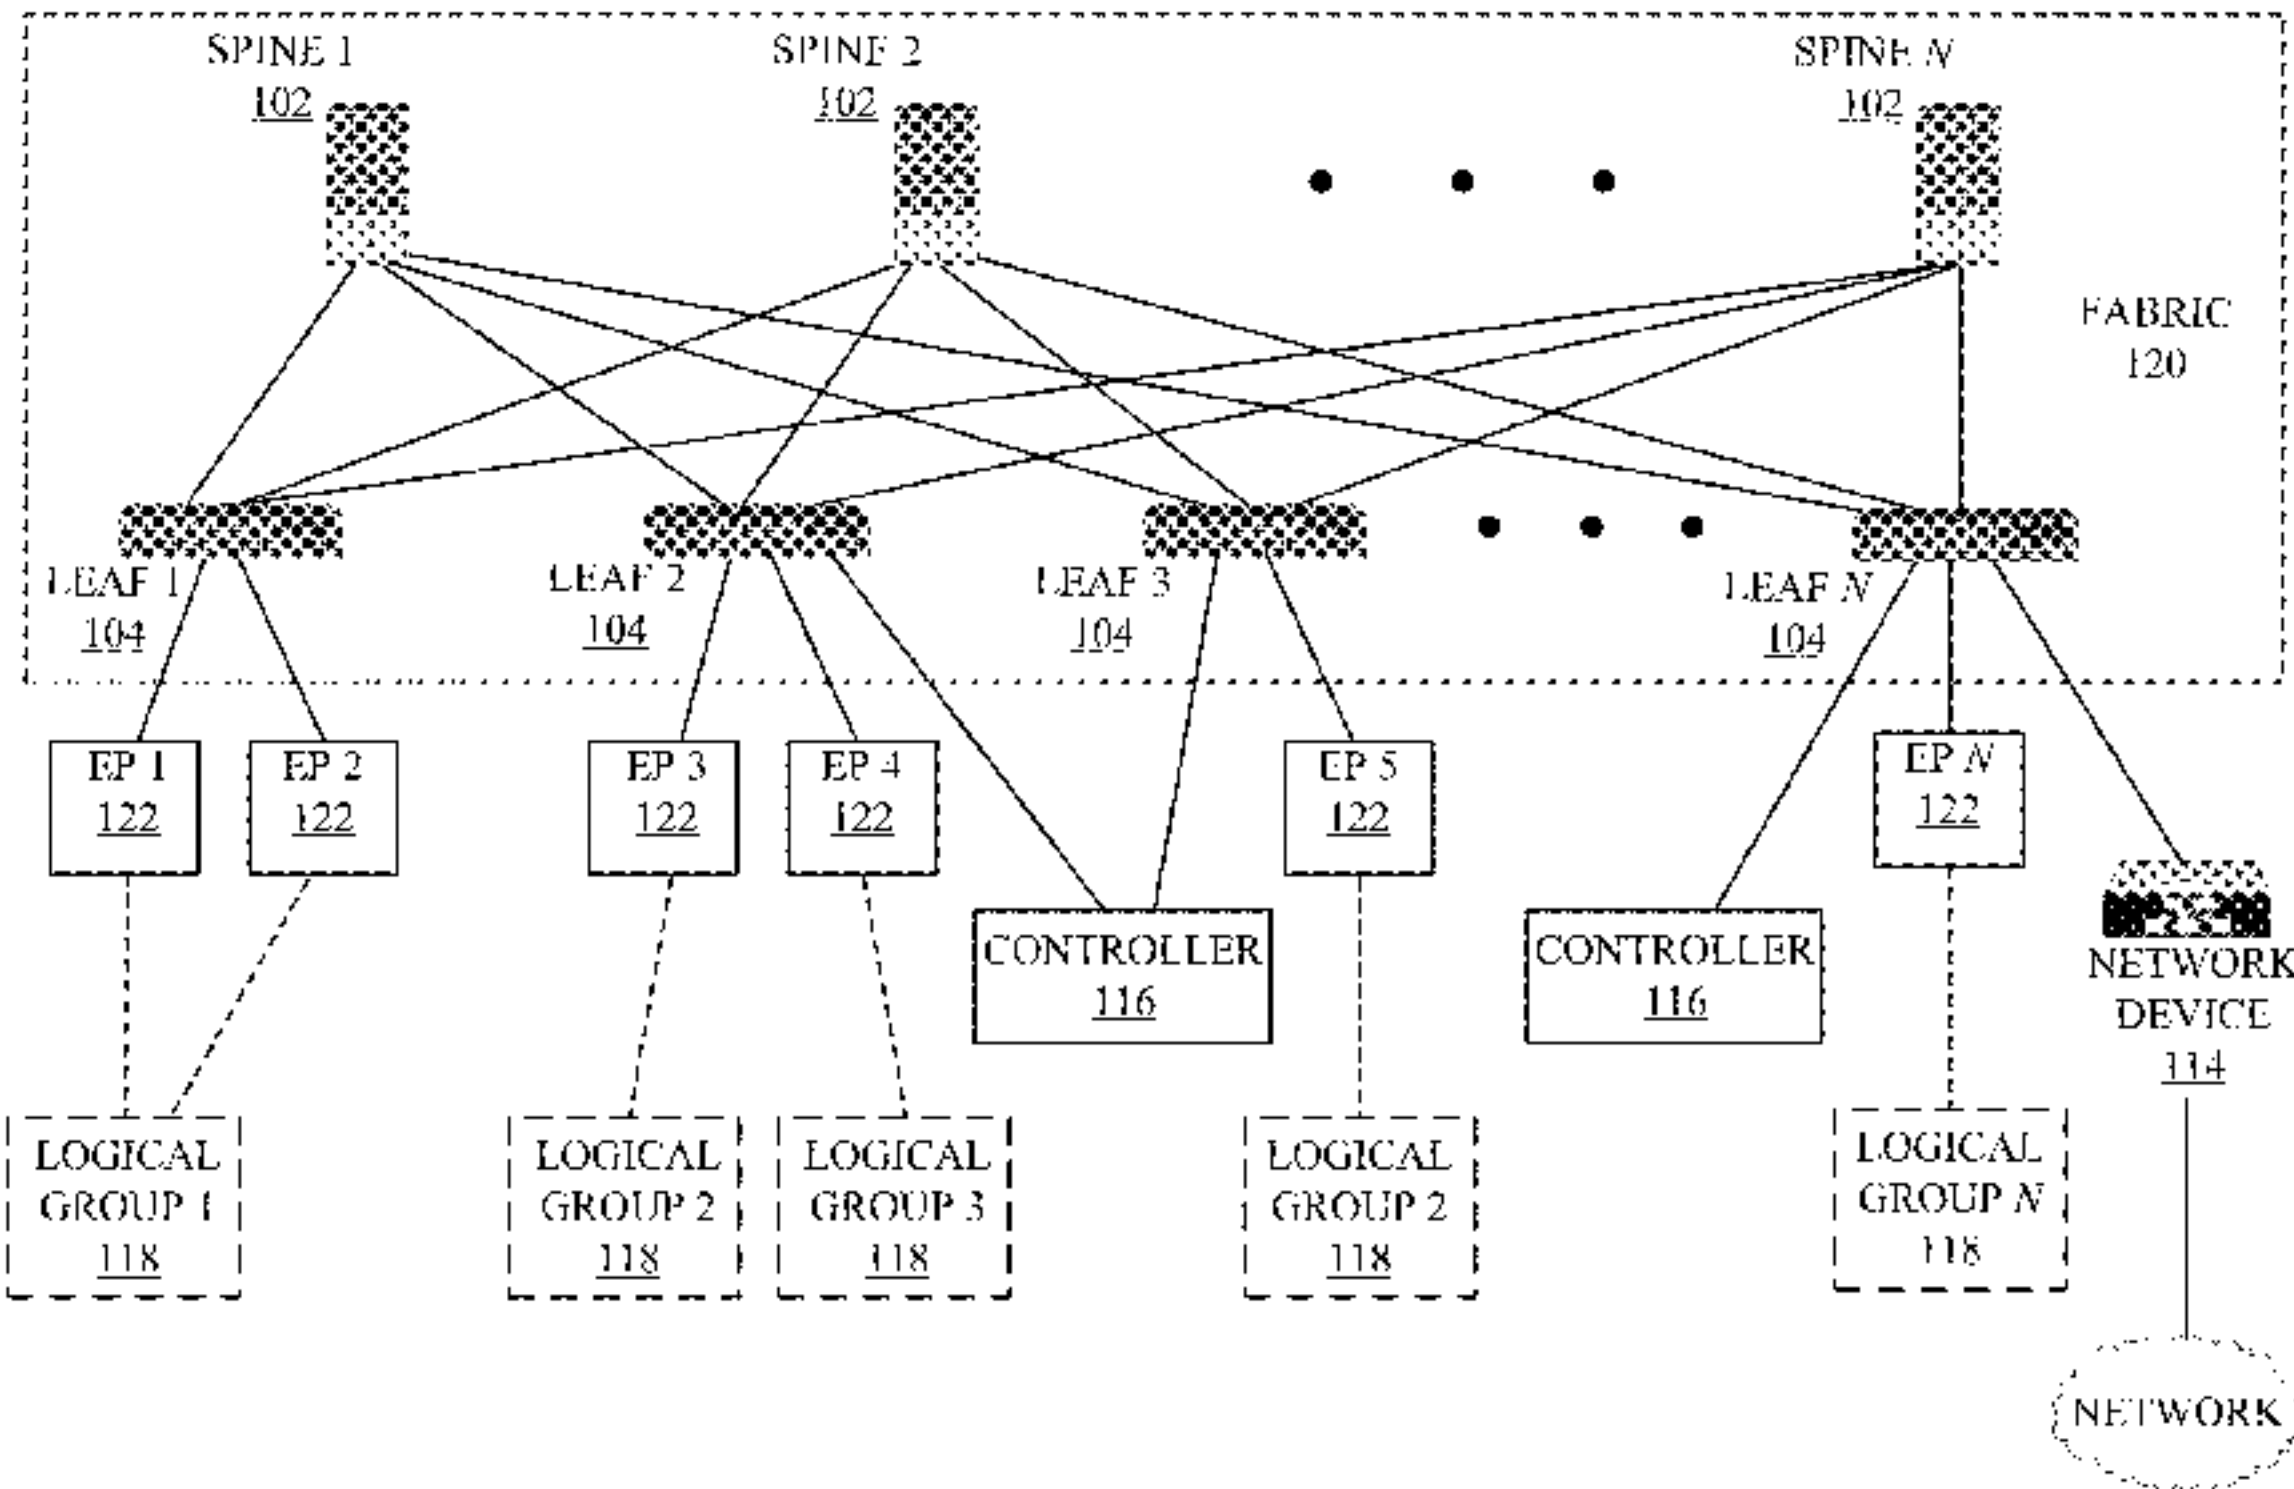 SPINE 1
102
SPINE 2
102
SPINE N
102
FABRIC
120
LEAF 1
104
LEAF 2
104
LEAF 3
104
LEAF N
104
EP 1
122
EP 2
122
EP 3
122
EP 4
122
EP 5
122
EP N
122
CONTROLLER
116
CONTROLLER
116
NETWORK
DEVICE
114
LOGICAL
GROUP 1
118
LOGICAL
GROUP 2
118
LOGICAL
GROUP 3
118
LOGICAL
GROUP 2
118
LOGICAL
GROUP N
118
NETWORK